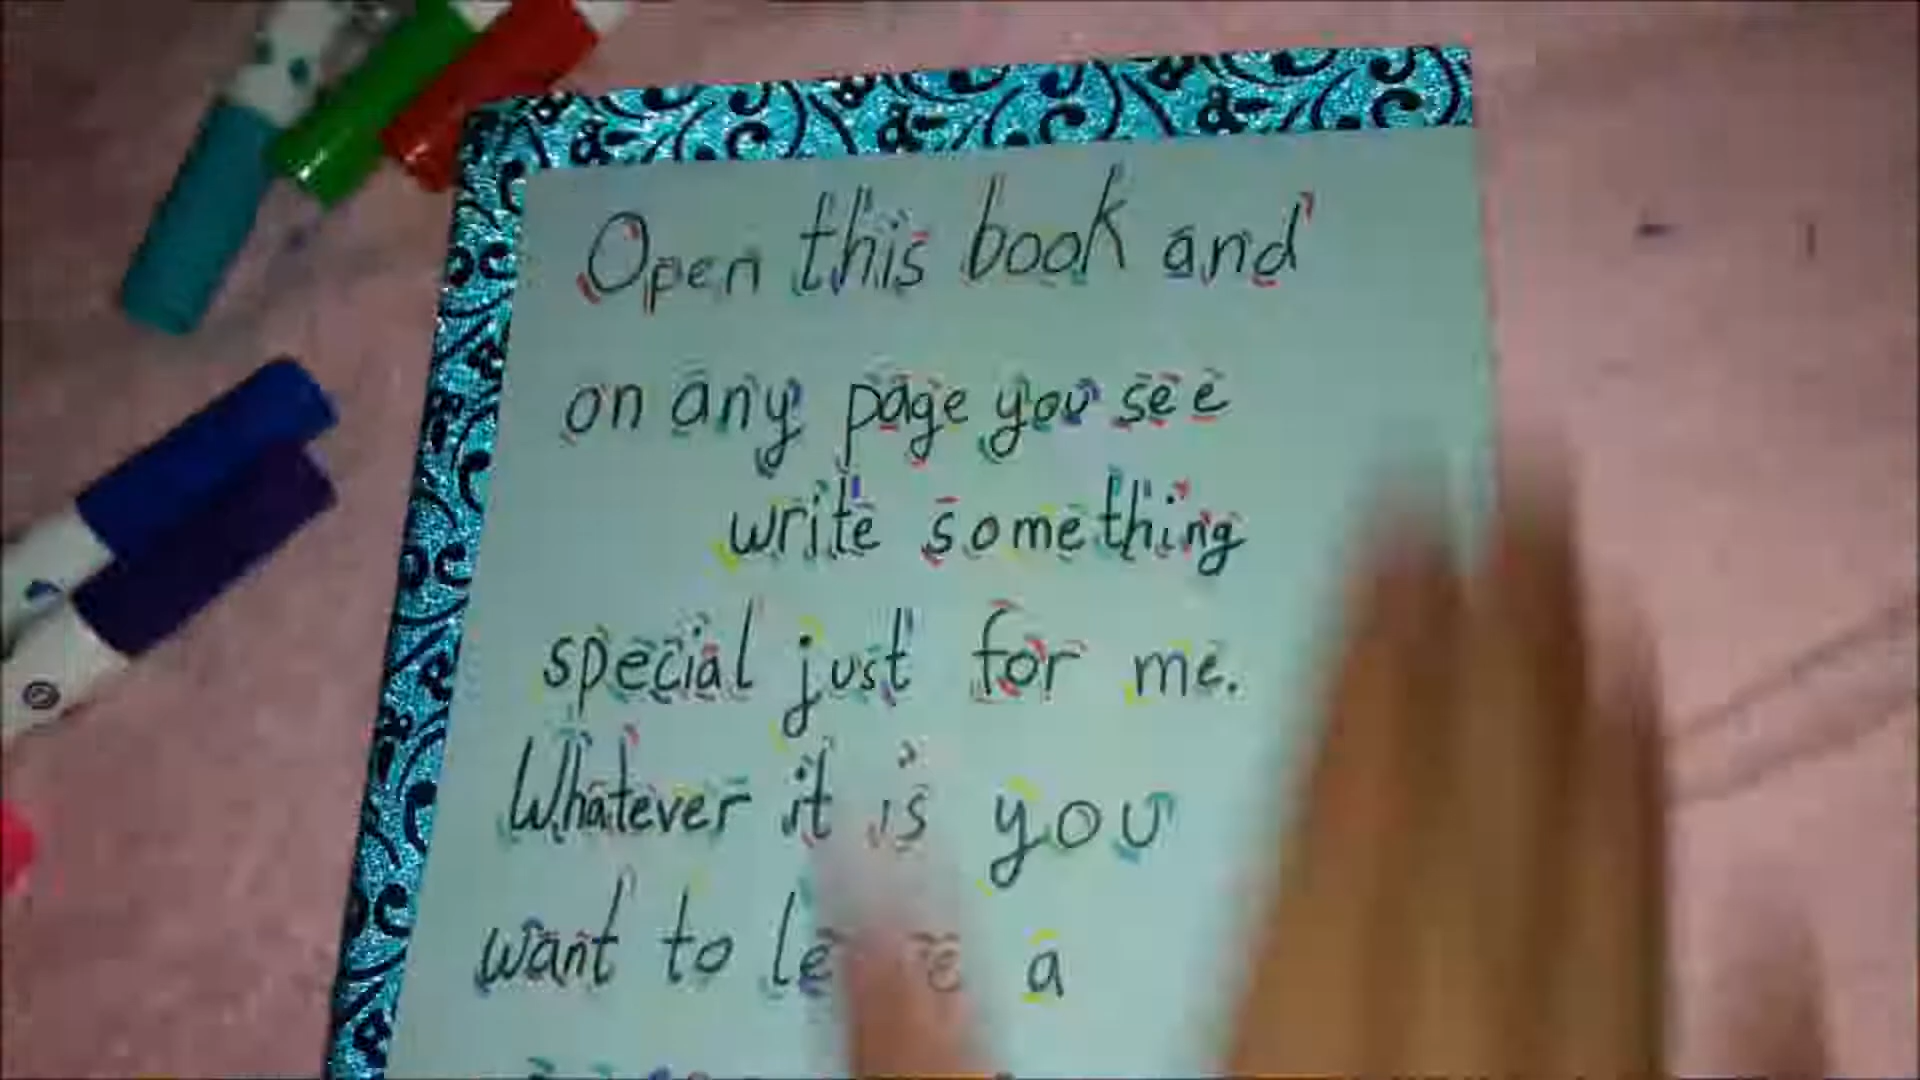 Open this book and
on any page you see
write something
special just for me.
Whatever it is you
want to a